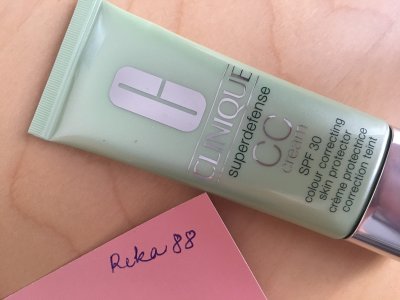 C
CLINIQUE
superdefense
CC
cream
SPF 30
colour correcting
skin protector
crème protectrice
correction teint
Rika 88